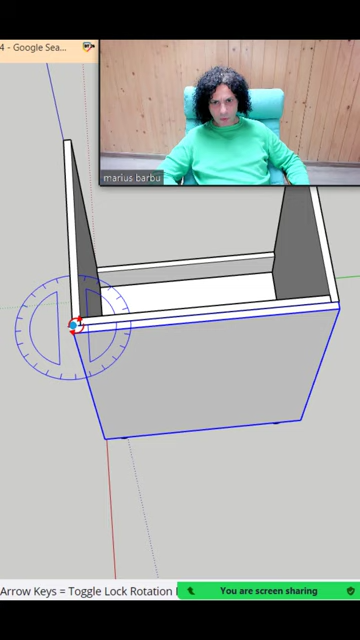 4 - Google Sea...
marius barbu
Arrow Keys = Toggle Lock Rotation
You are screen sharing